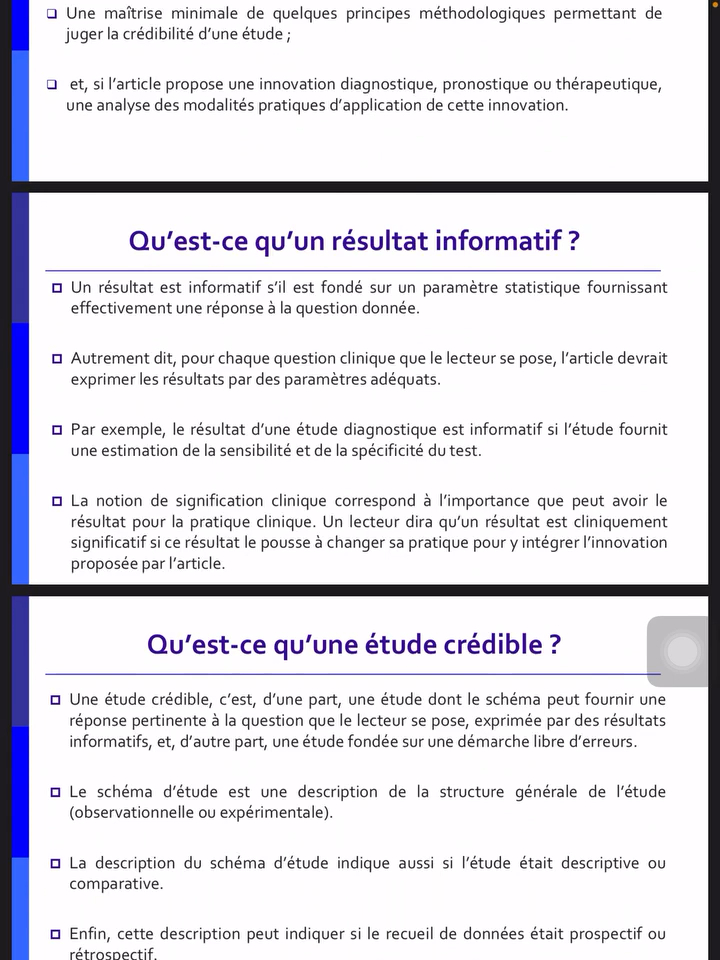 Une maîtrise minimale de quelques principes méthodologiques permettant de
juger la crédibilité d’une étude ;
et, si l’article propose une innovation diagnostique, pronostique ou thérapeutique,
une analyse des modalités pratiques d’application de cette innovation.
Qu’est-ce qu’un résultat informatif ?
Un résultat est informatif s’il est fondé sur un paramètre statistique fournissant
effectivement une réponse à la question donnée.
Autrement dit, pour chaque question clinique que le lecteur se pose, l’article devrait
exprimer les résultats par des paramètres adéquats.
Par exemple, le résultat d’une étude diagnostique est informatif si l’étude fournit
une estimation de la sensibilité et de la spécificité du test.
La notion de signification clinique correspond à l’importance que peut avoir le
résultat pour la pratique clinique. Un lecteur dira qu’un résultat est cliniquement
significatif si ce résultat le pousse à changer sa pratique pour y intégrer l’innovation
proposée par l’article.
Qu’est-ce qu’une étude crédible ?
Une étude crédible, c’est, d’une part, une étude dont le schéma peut fournir une
réponse pertinente à la question que le lecteur se pose, exprimée par des résultats
informatifs, et, d’autre part, une étude fondée sur une démarche libre d’erreurs.
Le schéma d’étude est une description de la structure générale de l’étude
(observationnelle ou expérimentale).
La description du schéma d’étude indique aussi si l’étude était descriptive ou
comparative.
Enfin, cette description peut indiquer si le recueil de données était prospectif ou
rétrospectif.